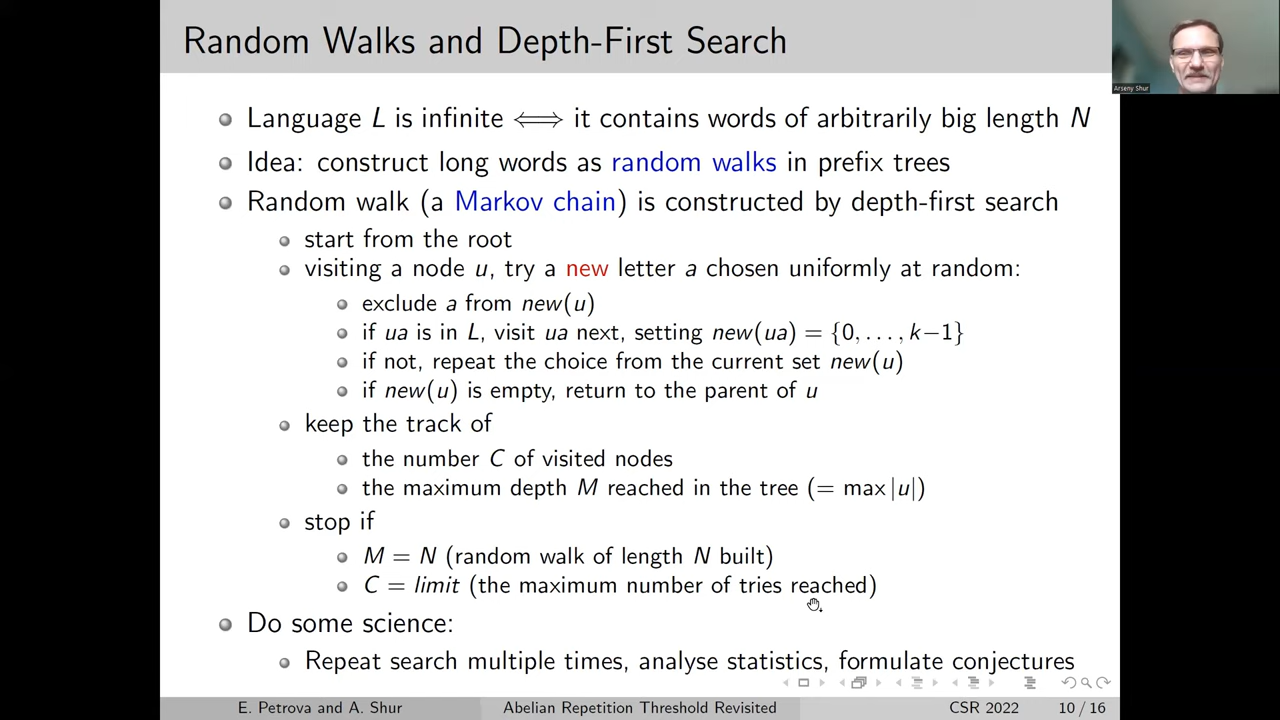 Random Walks and Depth-First Search
Arseny Shur
Language L is infinite ⟺ it contains words of arbitrarily big length N
Idea: construct long words as random walks in prefix trees
Random walk (a Markov chain) is constructed by depth-first search
start from the root
visiting a node u, try a new letter a chosen uniformly at random:
exclude a from new(u)
if ua is in L, visit ua next, setting new(ua) = {0, . . . , k−1}
if not, repeat the choice from the current set new(u)
if new(u) is empty, return to the parent of u
keep the track of
the number C of visited nodes
the maximum depth M reached in the tree (= max |u|)
stop if
M = N (random walk of length N built)
C = limit (the maximum number of tries reached)
Do some science:
Repeat search multiple times, analyse statistics, formulate conjectures
E. Petrova and A. Shur Abelian Repetition Threshold Revisited CSR 2022 10 / 16